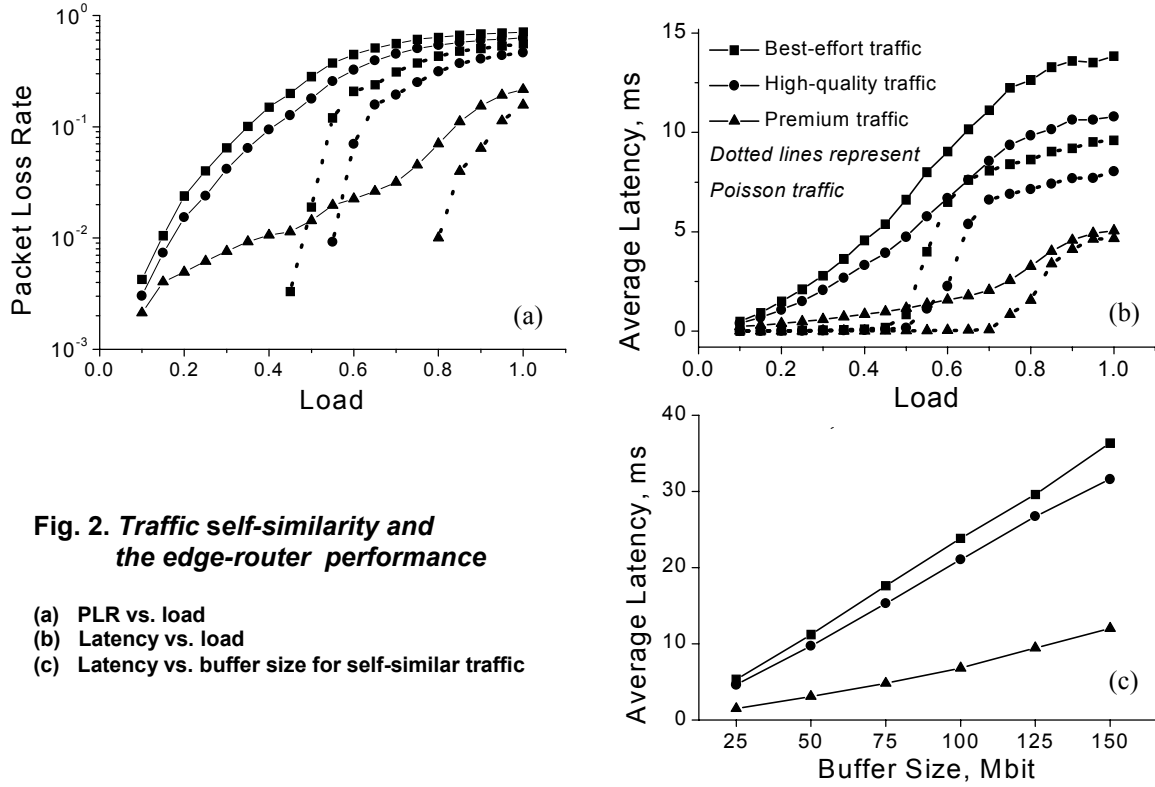 10⁰
10⁻¹
10⁻²
10⁻³
Packet Loss Rate
(a)
0.0 0.2 0.4 0.6 0.8 1.0
Load
15
10
5
0
Average Latency, ms
Best-effort traffic
High-quality traffic
Premium traffic
Dotted lines represent
Poisson traffic
(b)
0.0 0.2 0.4 0.6 0.8 1.0
Load
Fig. 2. Traffic self-similarity and
the edge-router performance
(a) PLR vs. load
(b) Latency vs. load
(c) Latency vs. buffer size for self-similar traffic
40
30
20
10
0
Average Latency, ms
(c)
25 50 75 100 125 150
Buffer Size, Mbit